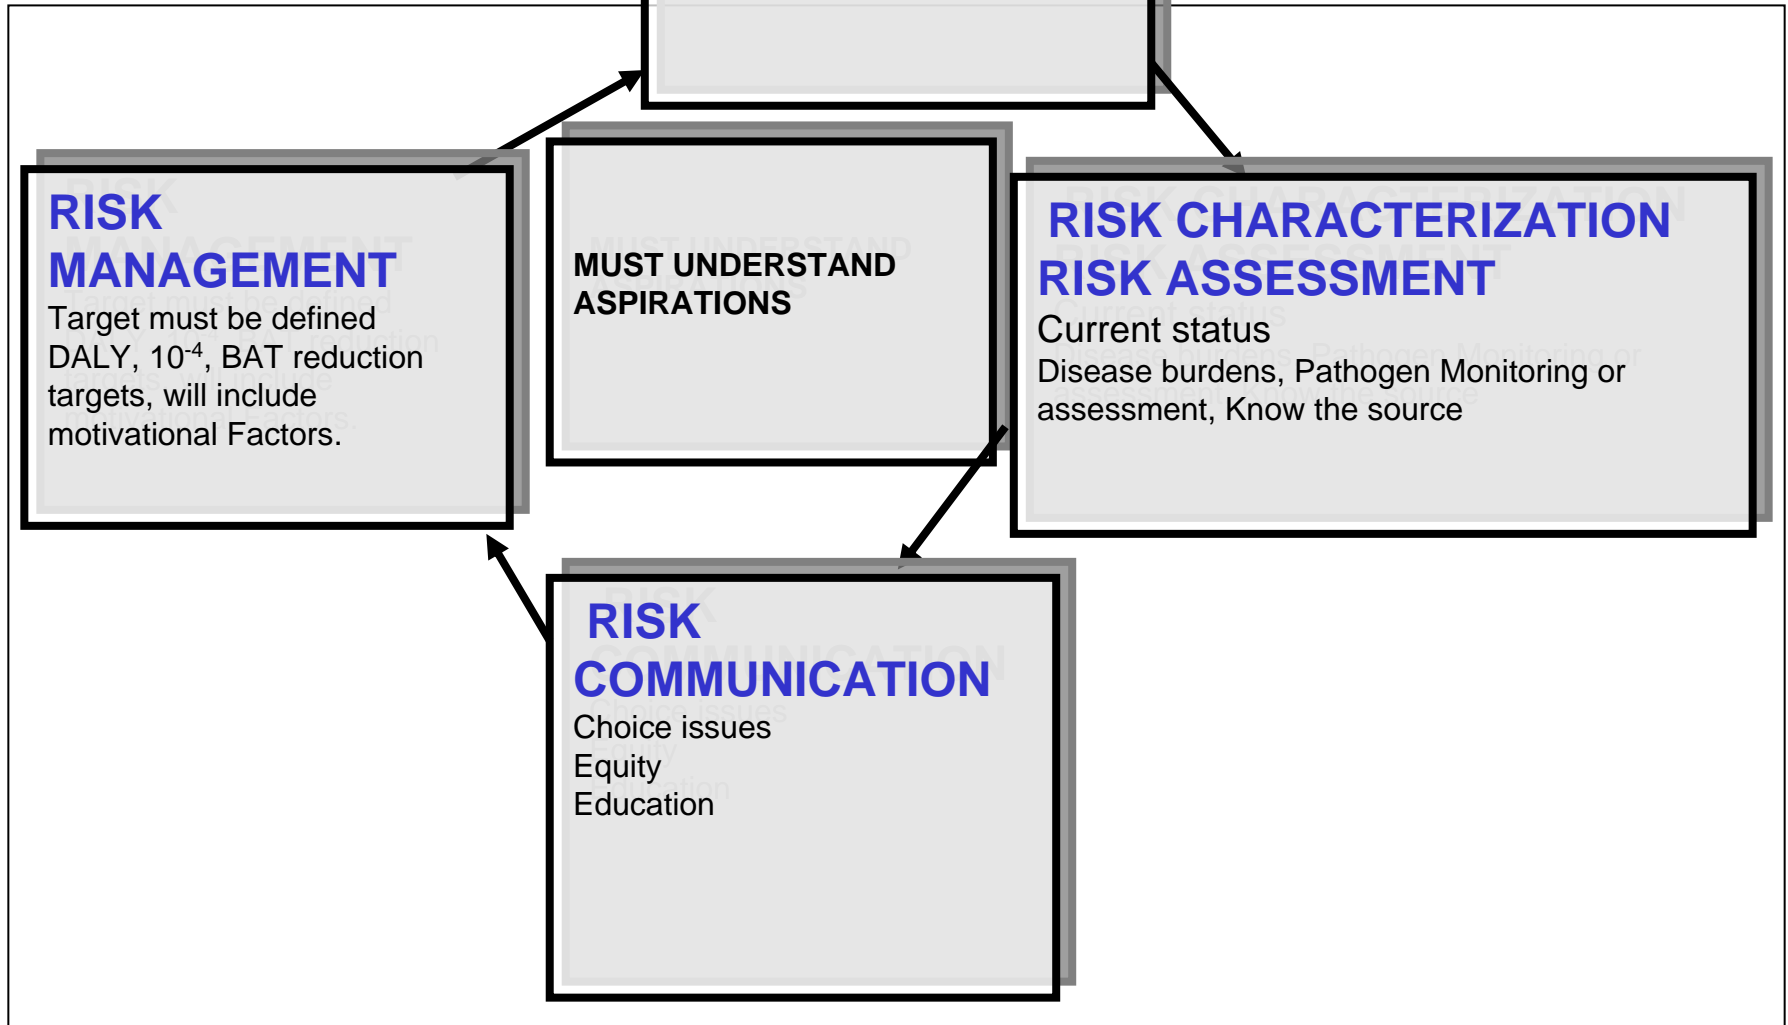 RISK
MANAGEMENT
Target must be defined
DALY, 10⁻⁴, BAT reduction
targets, will include
motivational Factors.
MUST UNDERSTAND
ASPIRATIONS
RISK CHARACTERIZATION
RISK ASSESSMENT
Current status
Disease burdens, Pathogen Monitoring or
assessment, Know the source
RISK
COMMUNICATION
Choice issues
Equity
Education